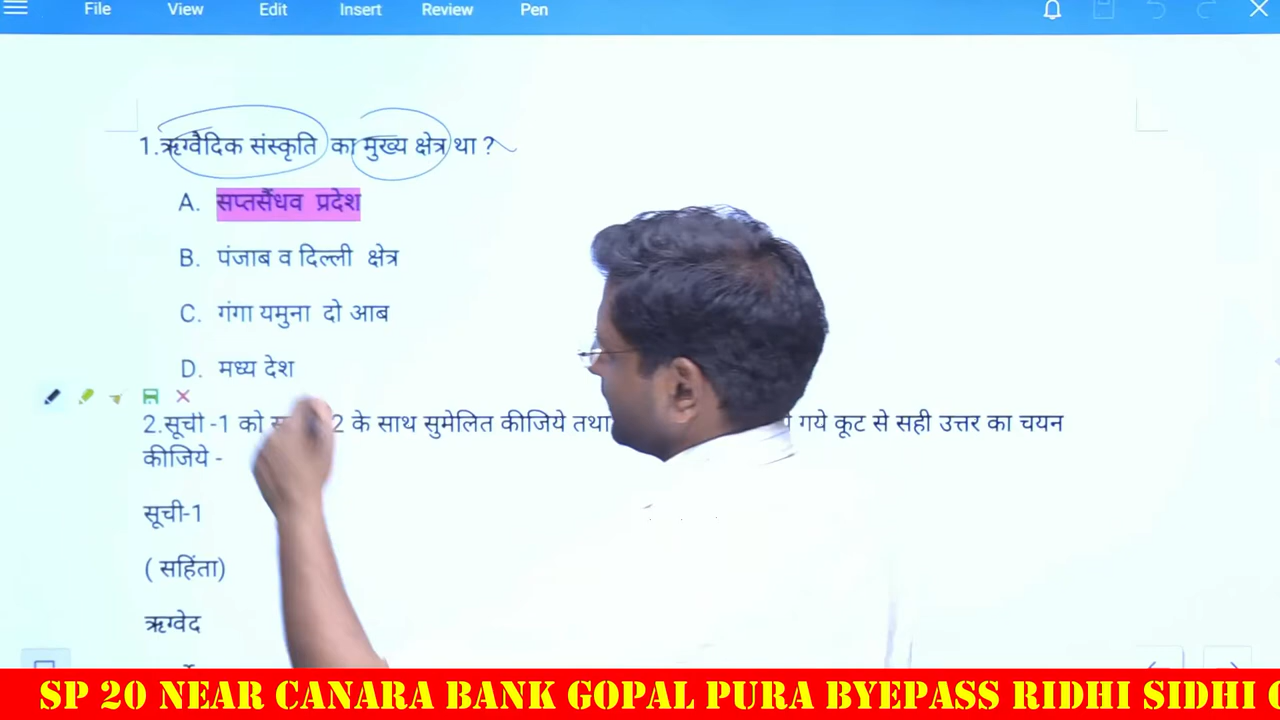 File View Edit Insert Review Pen
1.ऋग्वैदिक संस्कृति का मुख्य क्षेत्र था ?
A. सप्तसैंधव प्रदेश
B. पंजाब व दिल्ली क्षेत्र
C. गंगा यमुना दो आब
D. मध्य देश
2.सूची -1 को 2 के साथ सुमेलित कीजिये तथा गये कूट से सही उत्तर का चयन
कीजिये -
सूची-1
( सहिंता)
ऋग्वेद
SP 20 NEAR CANARA BANK GOPAL PURA BYEPASS RIDHI SIDHI